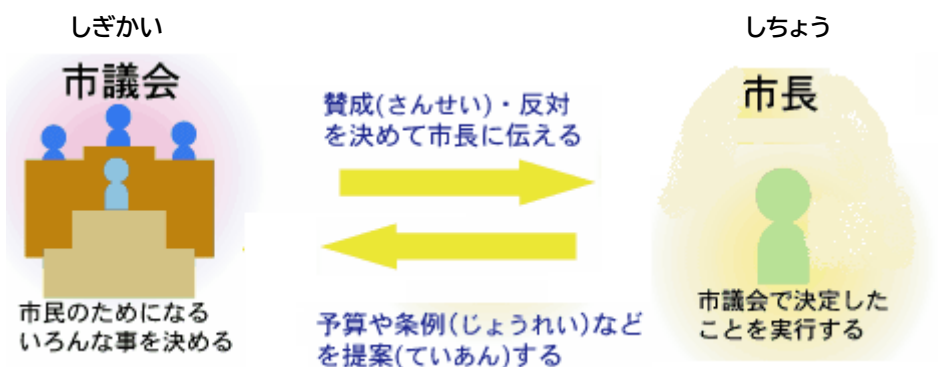 しぎかい
市議会
市民のためになる
いろんな事を決める
賛成(さんせい)・反対
を決めて市長に伝える
予算や条例(じょうれい)など
を提案(ていあん)する
しちょう
市長
市議会で決定した
ことを実行する